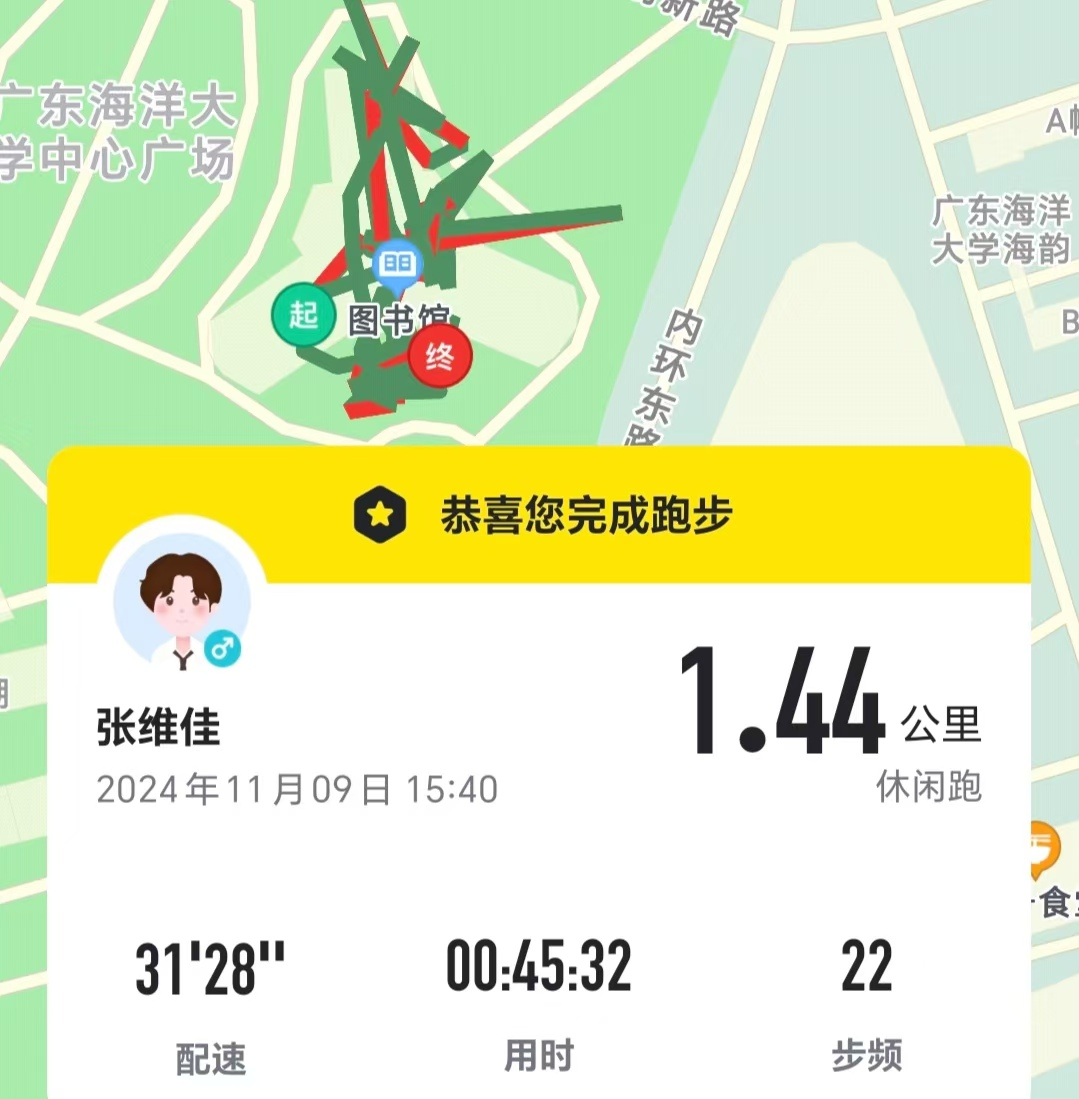 广东海洋大
学中心广场
广东海洋
大学海韵
起
图书馆
终
内环东路
恭喜您完成跑步
张维佳
2024年11月09日 15:40
1.44 公里
休闲跑
31'28''
00:45:32
22
配速
用时
步频